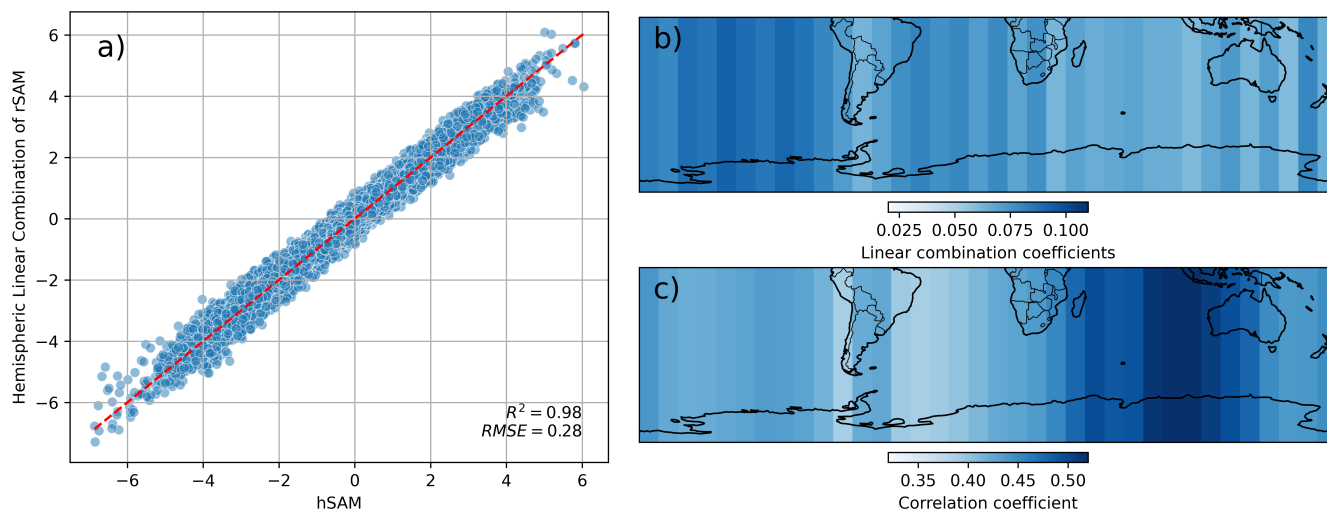 a)
6
4
2
0
−2
−4
−6
Hemispheric Linear Combination of rSAM
R² = 0.98
RMSE = 0.28
−6 −4 −2 0 2 4 6
hSAM
b)
0.025 0.050 0.075 0.100
Linear combination coefficients
c)
0.35 0.40 0.45 0.50
Correlation coefficient